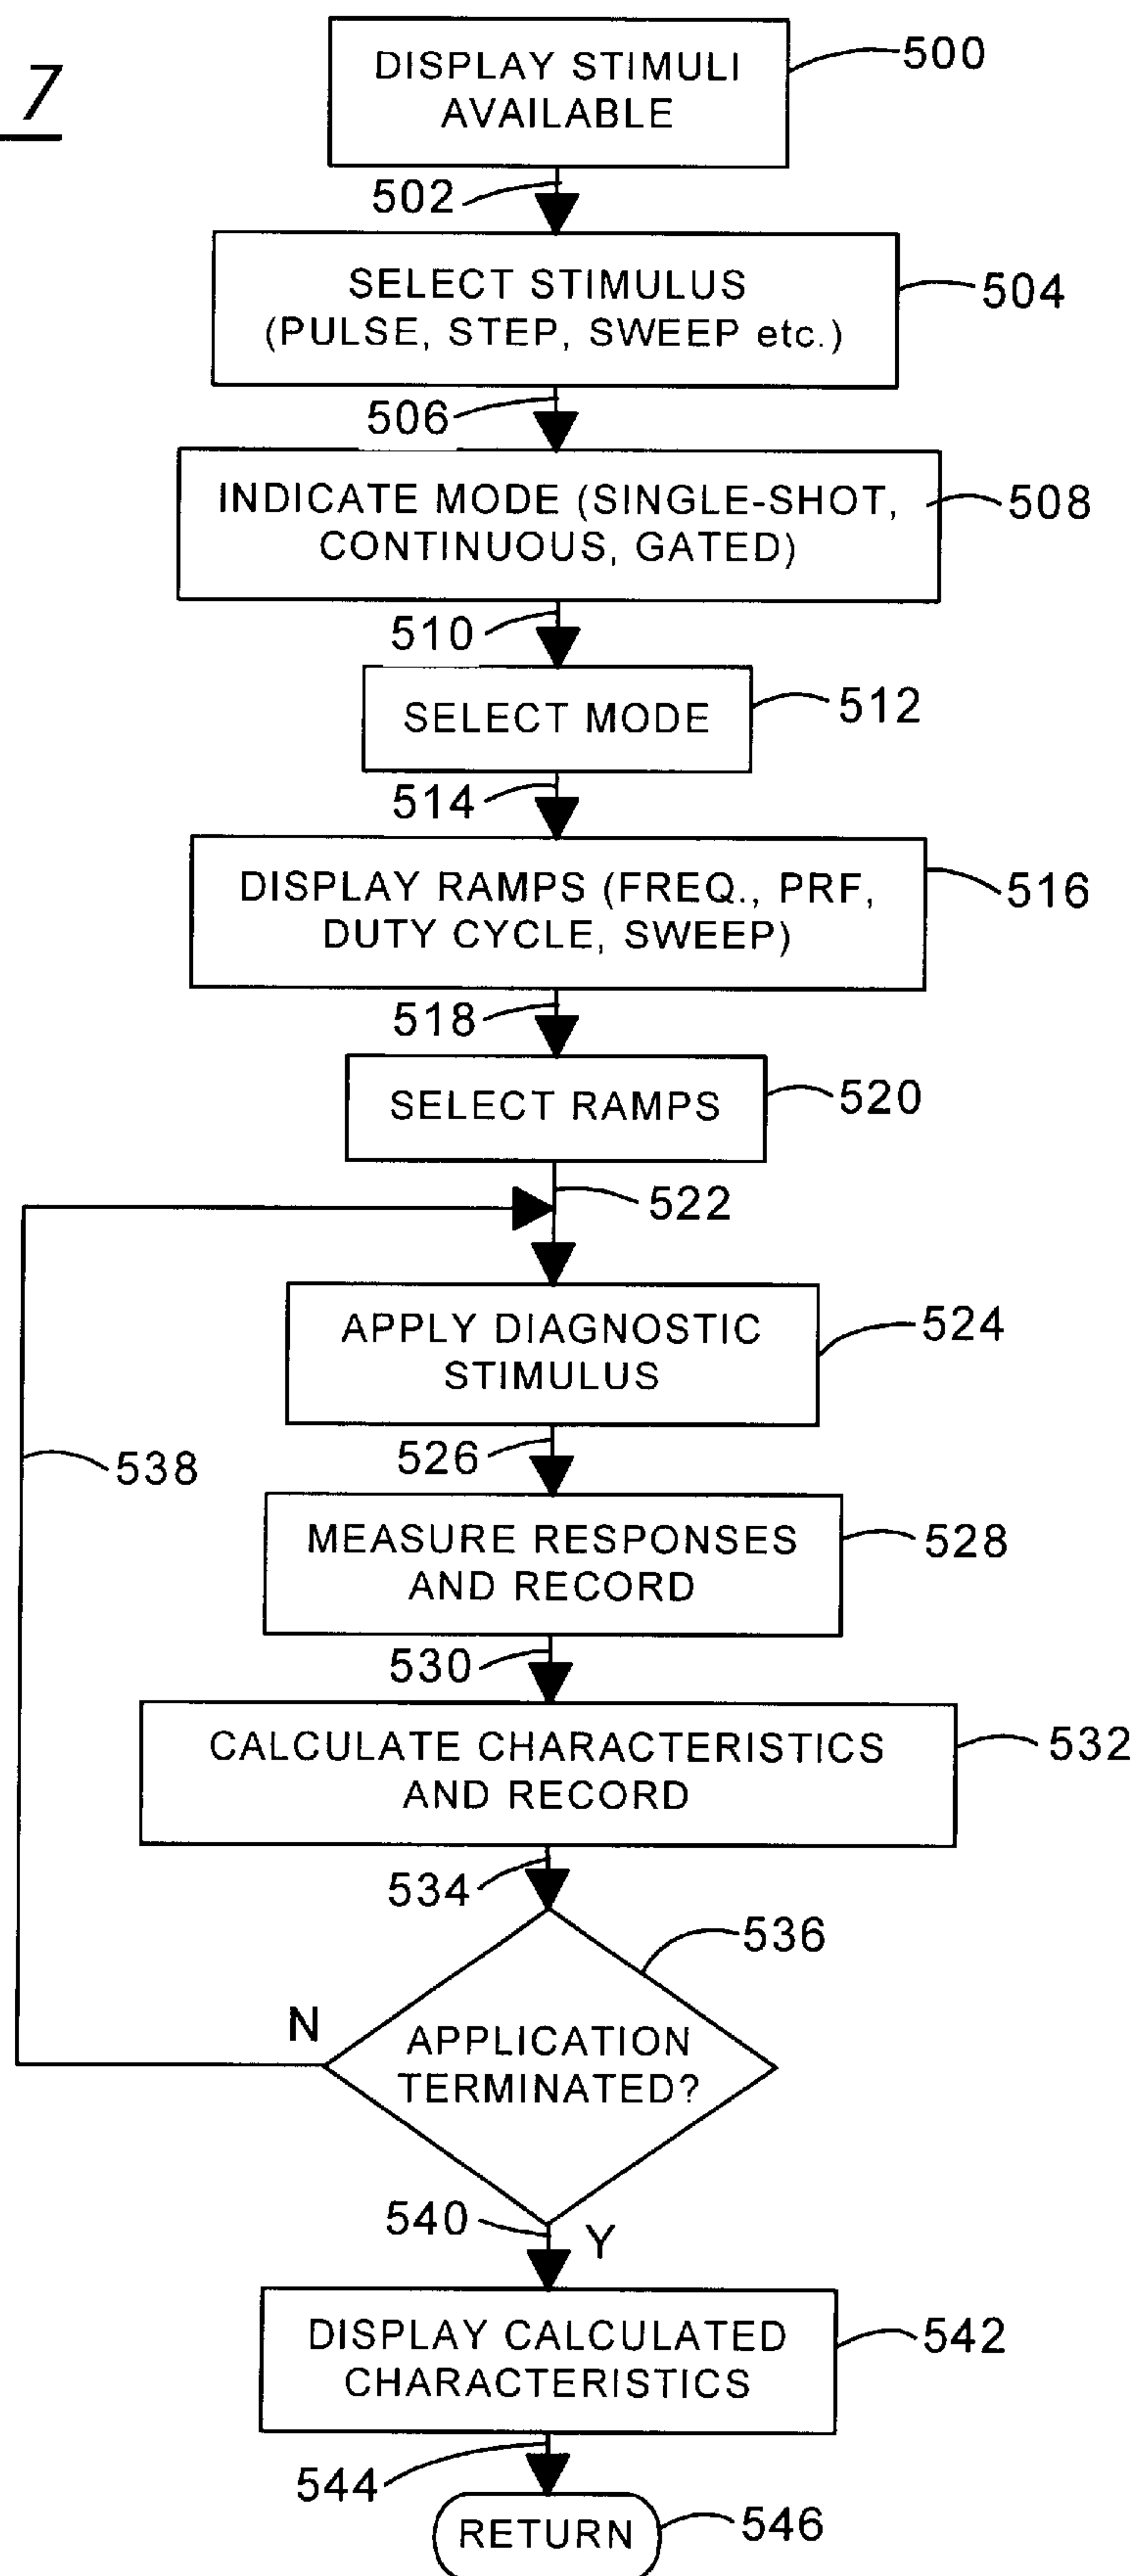 7
DISPLAY STIMULI
AVAILABLE
500
502
SELECT STIMULUS
(PULSE, STEP, SWEEP etc.)
504
506
INDICATE MODE (SINGLE-SHOT,
CONTINUOUS, GATED)
508
510
SELECT MODE
512
514
DISPLAY RAMPS (FREQ., PRF,
DUTY CYCLE, SWEEP)
516
518
SELECT RAMPS
520
522
APPLY DIAGNOSTIC
STIMULUS
524
526
538
MEASURE RESPONSES
AND RECORD
528
530
CALCULATE CHARACTERISTICS
AND RECORD
532
534
536
N
APPLICATION
TERMINATED?
540
Y
DISPLAY CALCULATED
CHARACTERISTICS
542
544
RETURN
546